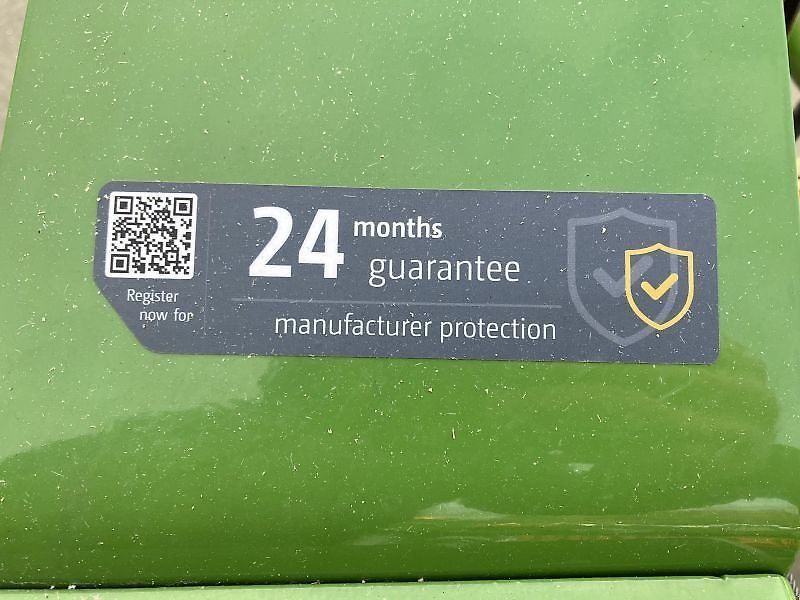 24 months
guarantee
manufacturer protection
Register
now for